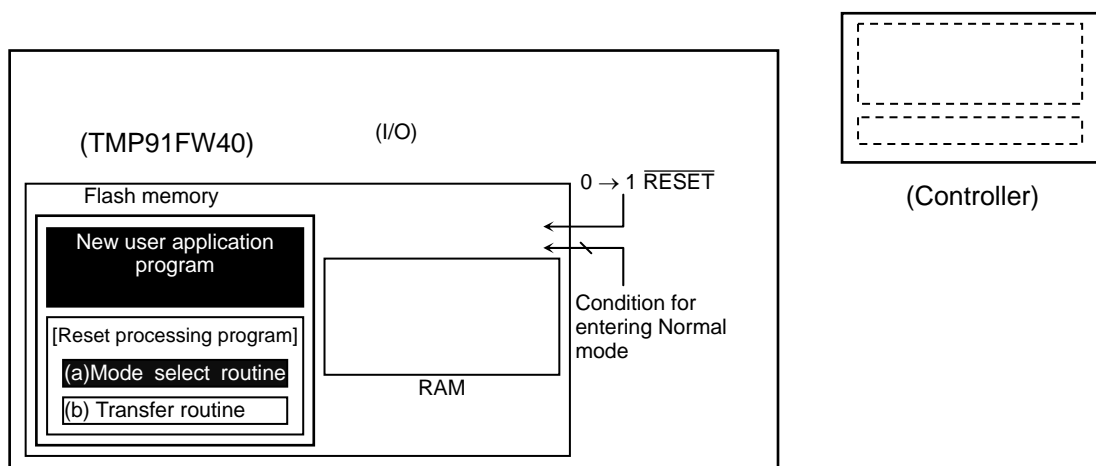 (TMP91FW40)
(I/O)
Flash memory
New user application
program
[Reset processing program]
(a)Mode select routine
(b) Transfer routine
RAM
0 → 1 RESET
Condition for
entering Normal
mode
(Controller)